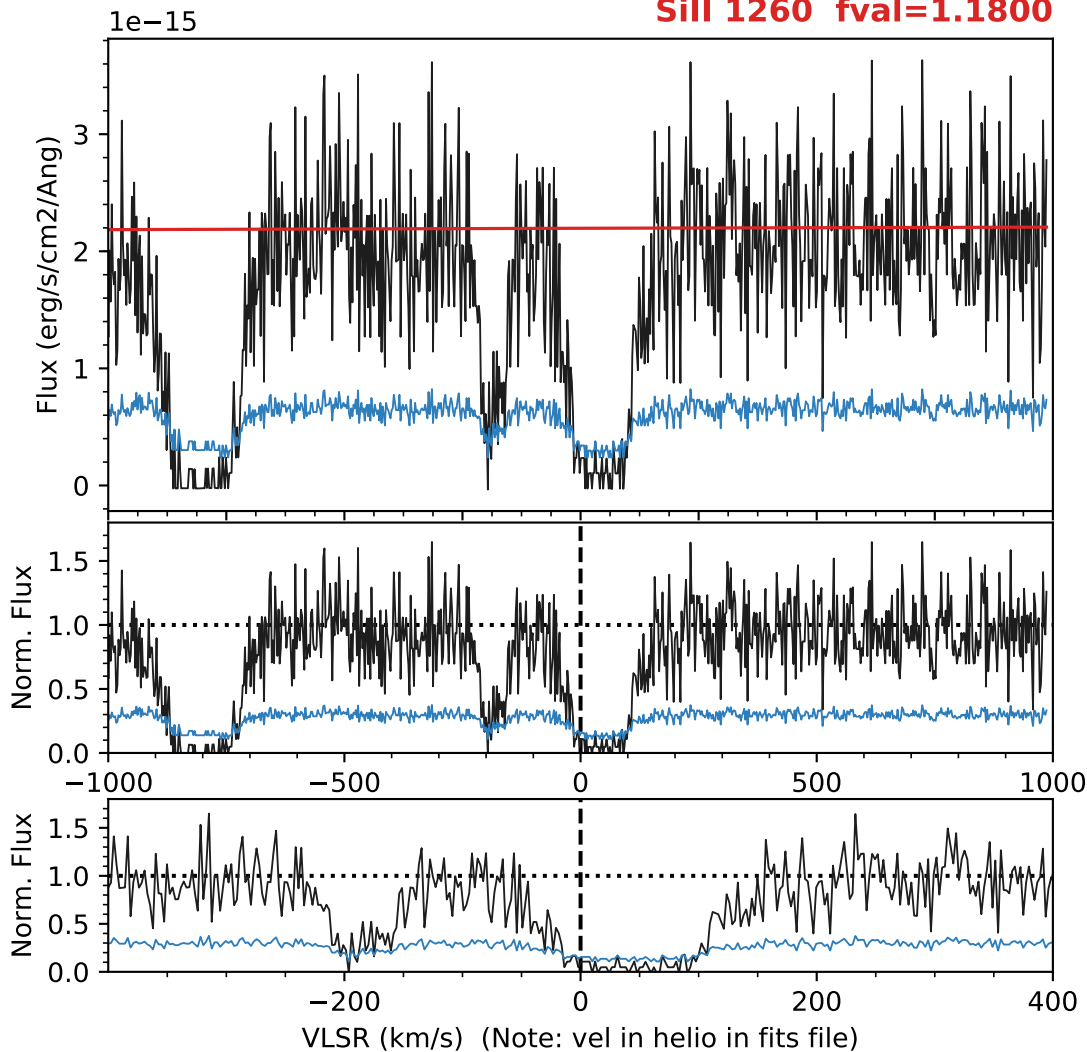 SiII 1260 fval=1.1800
1e−15
3
2
1
0
Flux (erg/s/cm2/Ang)
1.5
1.0
0.5
0.0
Norm. Flux
−1000 −500 0 500 1000
1.5
1.0
0.5
0.0
Norm. Flux
−200 0 200 400
VLSR (km/s) (Note: vel in helio in fits file)